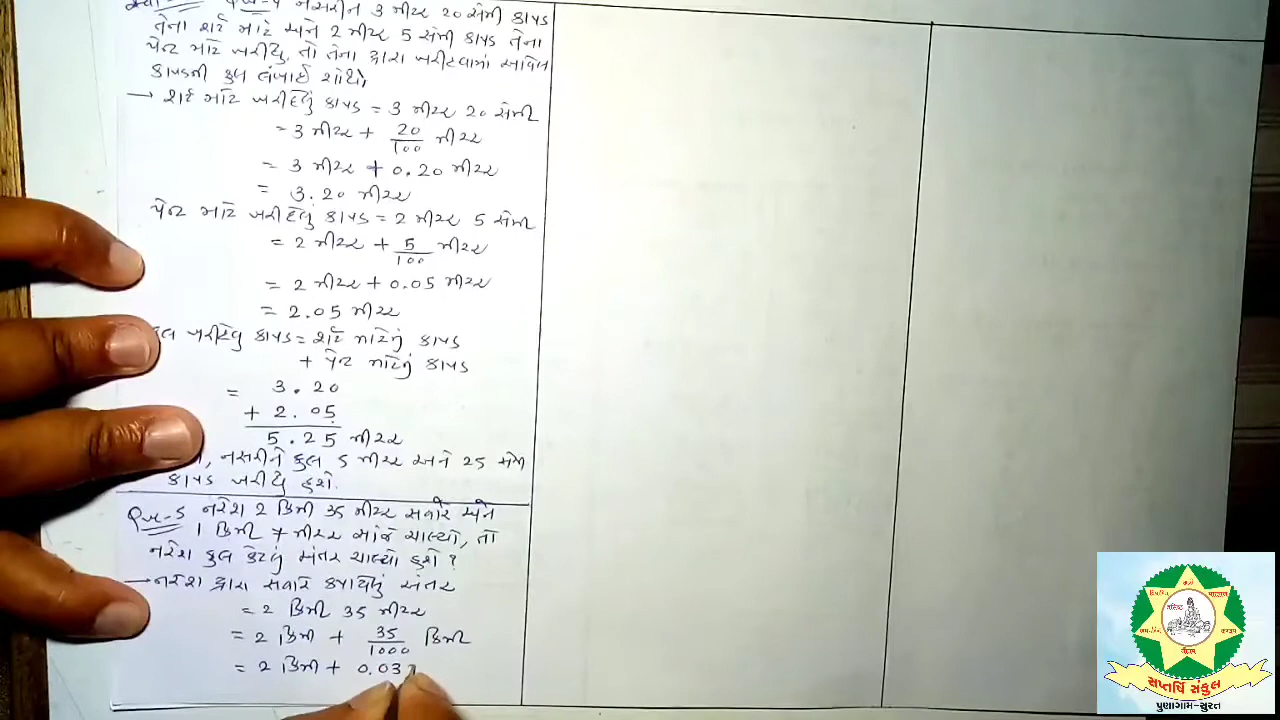 નસરીને 3 મીટર 20 સેમી કાપડ
તેના શર્ટ માટે અને 2 મીટર 5 સેમી કાપડ તેના
પેન્ટ માટે ખરીદ્યુ. તો તેના દ્વારા ખરીદવામાં આવેલ
કાપડની કુલ લંબાઈ શોધો,
→ શર્ટ માટે ખરીદેલું કાપડ = 3 મીટર 20 સેમી
= 3 મીટર + 20/100 મીટર
= 3 મીટર + 0.20 મીટર
= 3.20 મીટર
પેન્ટ માટે ખરીદેલુ કાપડ = 2 મીટર 5 સેમી
= 2 મીટર + 5/100 મીટર
= 2 મીટર + 0.05 મીટર
= 2.05 મીટર
ખરીદેલુ કાપડ = શર્ટ માટેનું કાપડ
+ પેન્ટ માટેનું કાપડ
= 3.20
+ 2.05
5.25 મીટર
, નસરીને કુલ 5 મીટર અને 25 સેમી
કાપડ ખરીદ્યુ હશે.
પ્રશ્ન-5 નરેશ 2 કિમી 35 મીટર સવારે અને
1 કિમી 7 મીટર સાંજે ચાલ્યો, તો
નરેશ કુલ કેટલું અંતર ચાલ્યો હશે ?
→ નરેશ દ્વારા સવારે કપાયેલું અંતર
= 2 કિમી 35 મીટર
= 2 કિમી + 35/1000 કિમી
= 2 કિમી + 0.03
સપ્તર્ષિ સંકુલ
પુણાગામ-સુરત